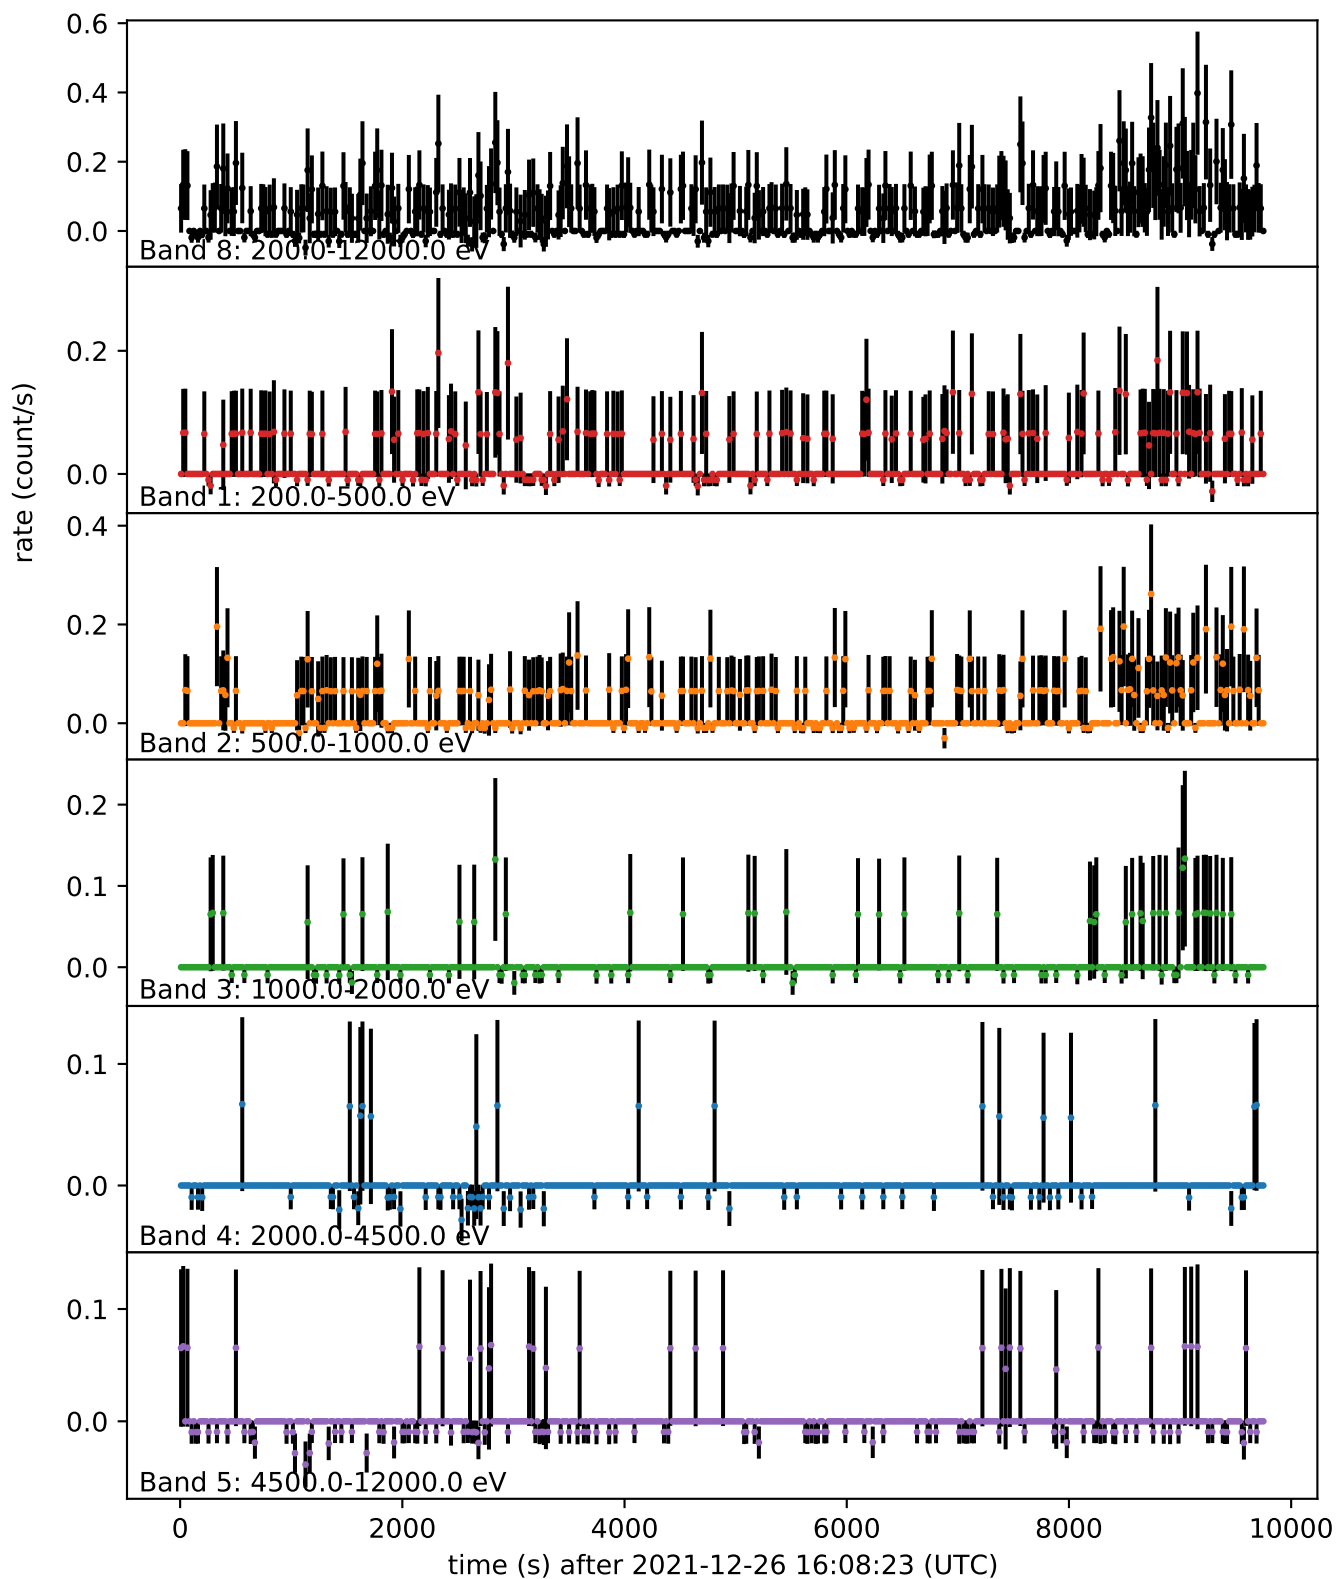 0.6
0.4
0.2
0.0
Band 8: 200.0-12000.0 eV
0.2
0.0
Band 1: 200.0-500.0 eV
rate (count/s)
0.4
0.2
0.0
Band 2: 500.0-1000.0 eV
0.2
0.1
0.0
Band 3: 1000.0-2000.0 eV
0.1
0.0
Band 4: 2000.0-4500.0 eV
0.1
0.0
Band 5: 4500.0-12000.0 eV
0 2000 4000 6000 8000 10000
time (s) after 2021-12-26 16:08:23 (UTC)